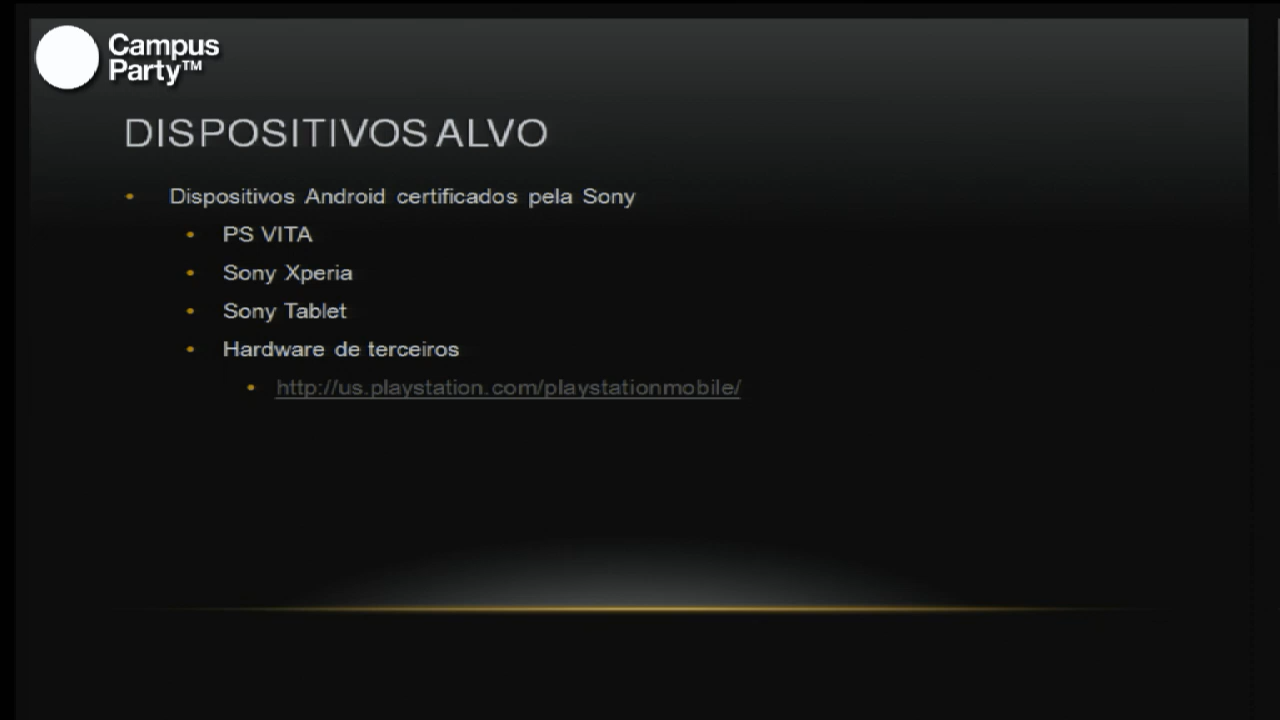 Campus
Party™
DISPOSITIVOS ALVO
• Dispositivos Android certificados pela Sony
• PS VITA
• Sony Xperia
• Sony Tablet
• Hardware de terceiros
• http://us.playstation.com/playstationmobile/